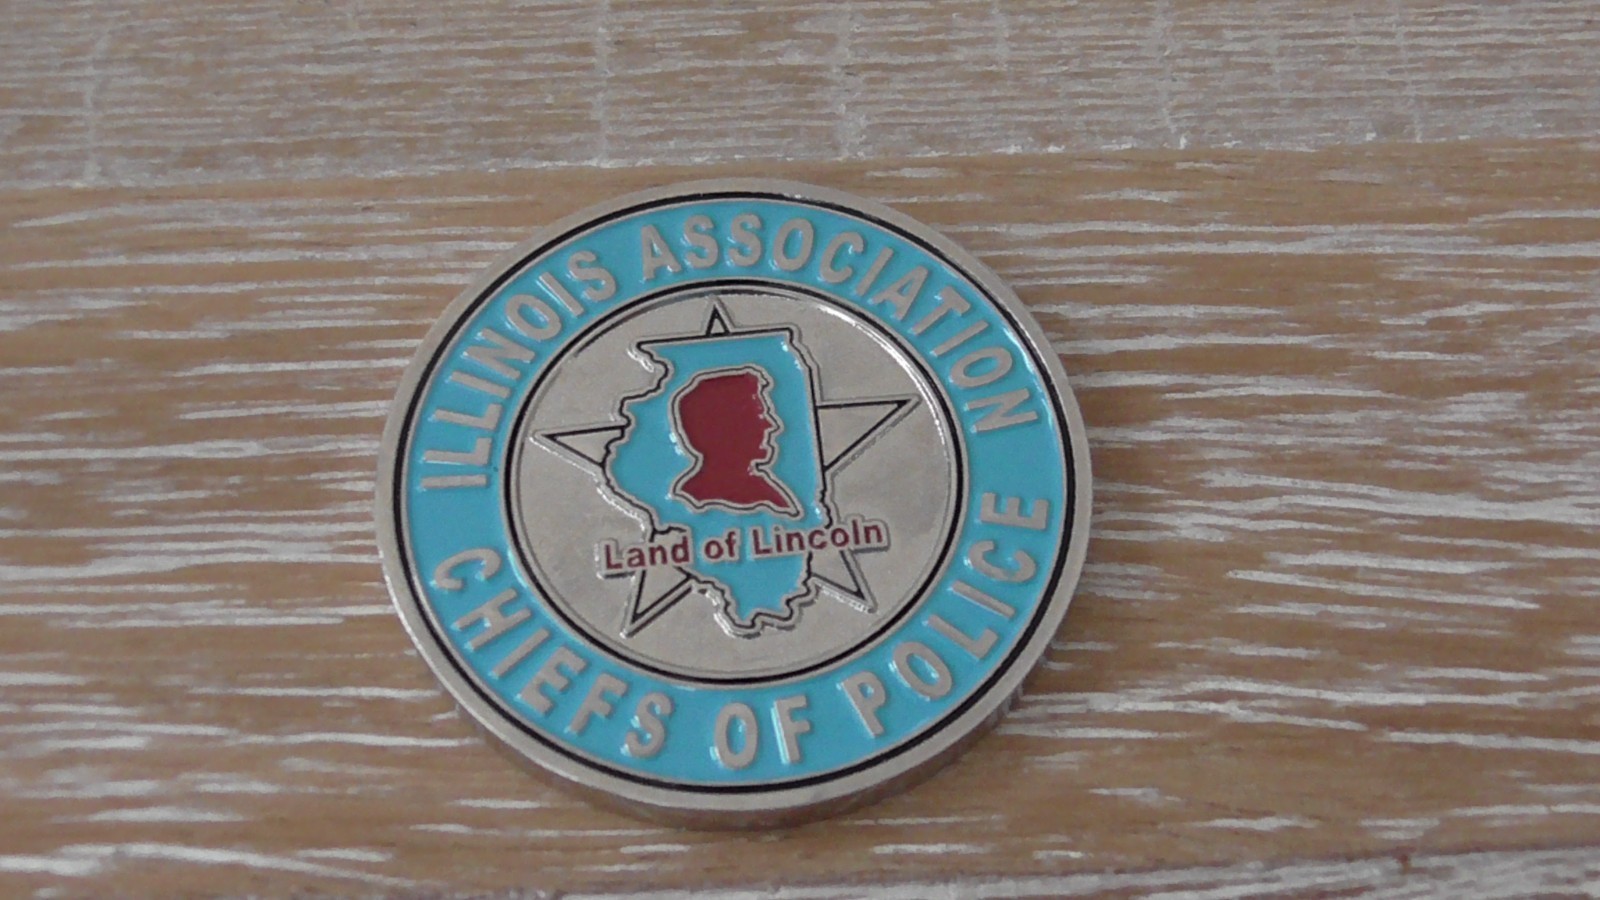 ILLINOIS ASSOCIATION
CHIEFS OF POLICE
Land of Lincoln